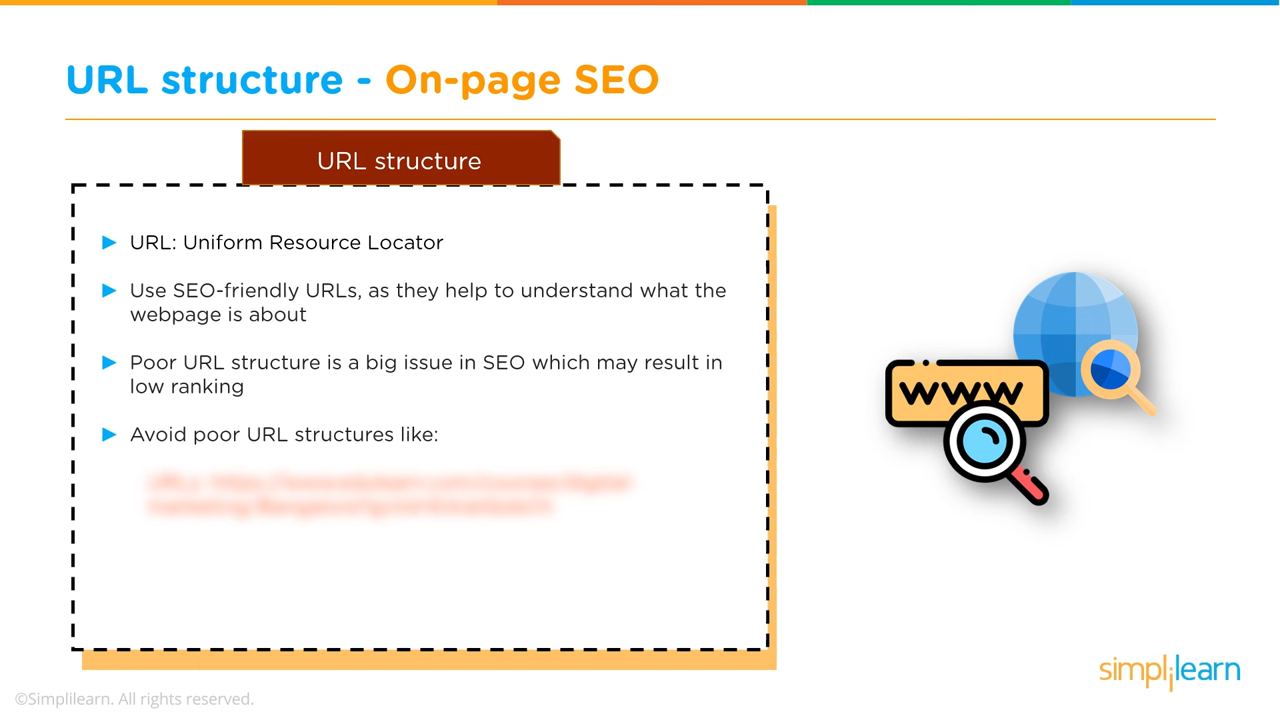 URL structure - On-page SEO
URL structure
URL: Uniform Resource Locator
Use SEO-friendly URLs, as they help to understand what the
webpage is about
Poor URL structure is a big issue in SEO which may result in
low ranking
Avoid poor URL structures like:
www
simplilearn
©Simplilearn. All rights reserved.